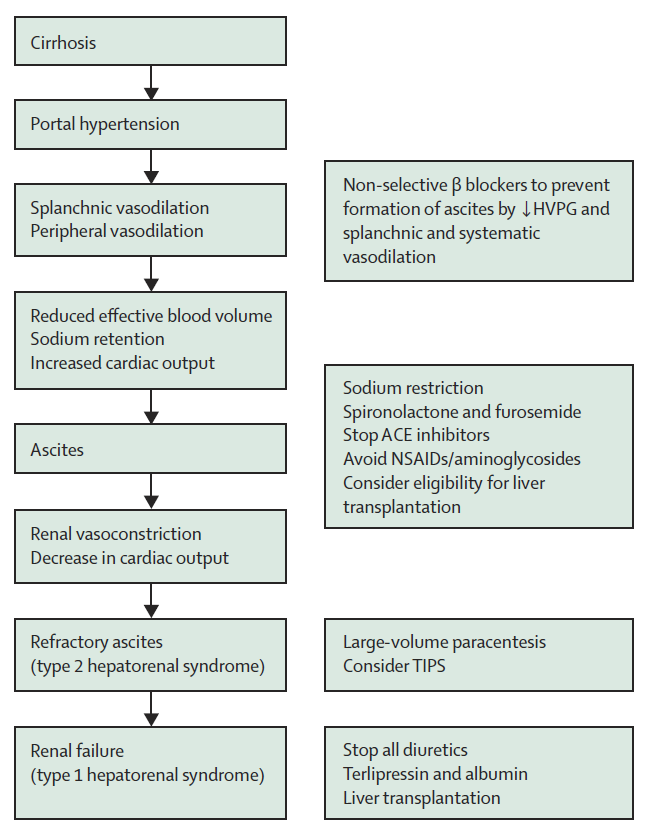 Cirrhosis
Portal hypertension
Splanchnic vasodilation
Peripheral vasodilation
Non-selective β blockers to prevent
formation of ascites by ↓HVPG and
splanchnic and systematic
vasodilation
Reduced effective blood volume
Sodium retention
Increased cardiac output
Sodium restriction
Spironolactone and furosemide
Stop ACE inhibitors
Avoid NSAIDs/aminoglycosides
Consider eligibility for liver
transplantation
Ascites
Renal vasoconstriction
Decrease in cardiac output
Refractory ascites
(type 2 hepatorenal syndrome)
Large-volume paracentesis
Consider TIPS
Renal failure
(type 1 hepatorenal syndrome)
Stop all diuretics
Terlipressin and albumin
Liver transplantation